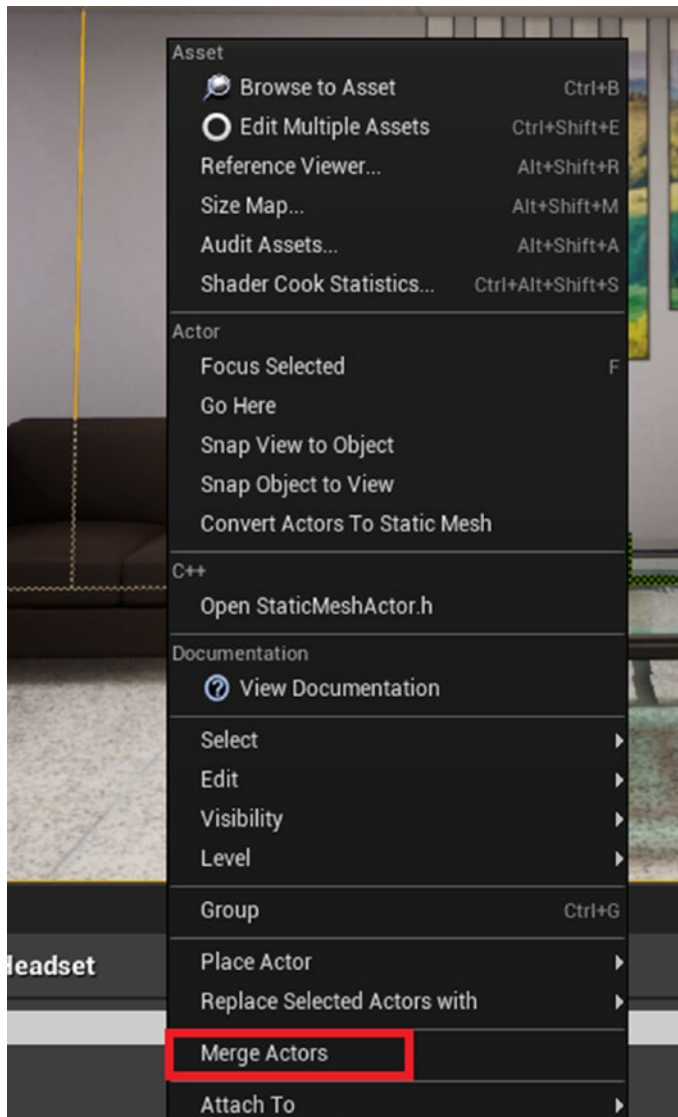 Asset
Browse to Asset Ctrl+B
Edit Multiple Assets Ctrl+Shift+E
Reference Viewer... Alt+Shift+R
Size Map... Alt+Shift+M
Audit Assets... Alt+Shift+A
Shader Cook Statistics... Ctrl+Alt+Shift+S
Actor
Focus Selected F
Go Here
Snap View to Object
Snap Object to View
Convert Actors To Static Mesh
C++
Open StaticMeshActor.h
Documentation
View Documentation
Select
Edit
Visibility
Level
Group Ctrl+G
Headset
Place Actor
Replace Selected Actors with
Merge Actors
Attach To